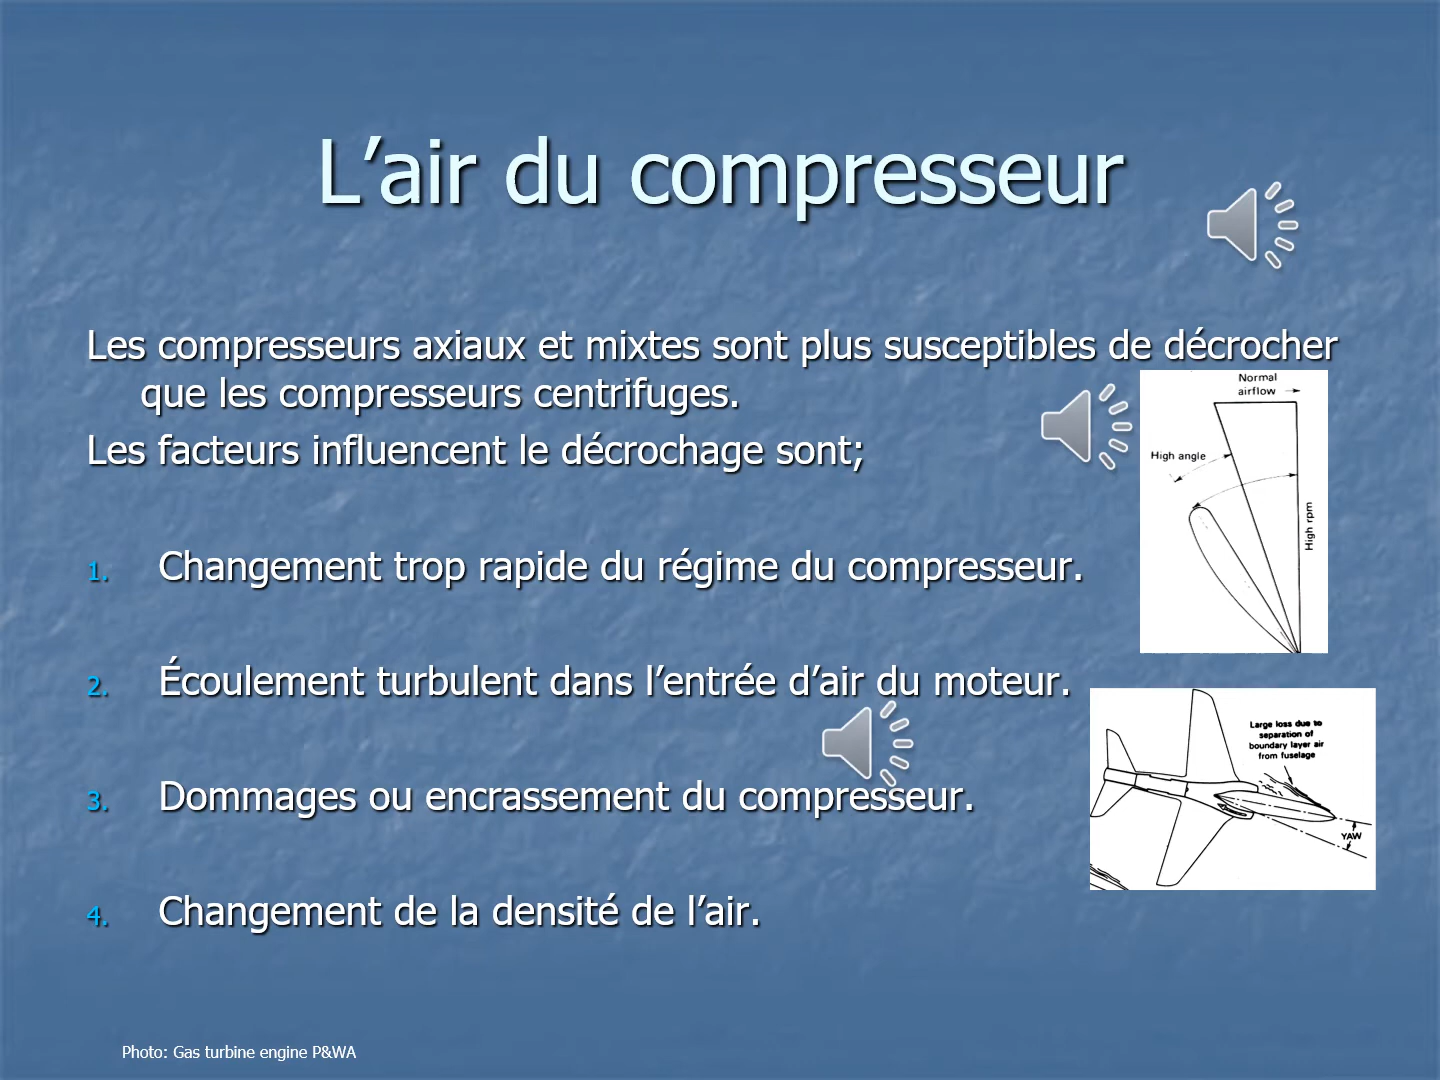 L’air du compresseur
Les compresseurs axiaux et mixtes sont plus susceptibles de décrocher
que les compresseurs centrifuges.
Les facteurs influencent le décrochage sont;
1. Changement trop rapide du régime du compresseur.
2. Écoulement turbulent dans l’entrée d’air du moteur.
3. Dommages ou encrassement du compresseur.
4. Changement de la densité de l’air.
Normal
airflow
High angle
High rpm
Large loss due to
separation of
boundary layer air
from fuselage
YAW
Photo: Gas turbine engine P&WA